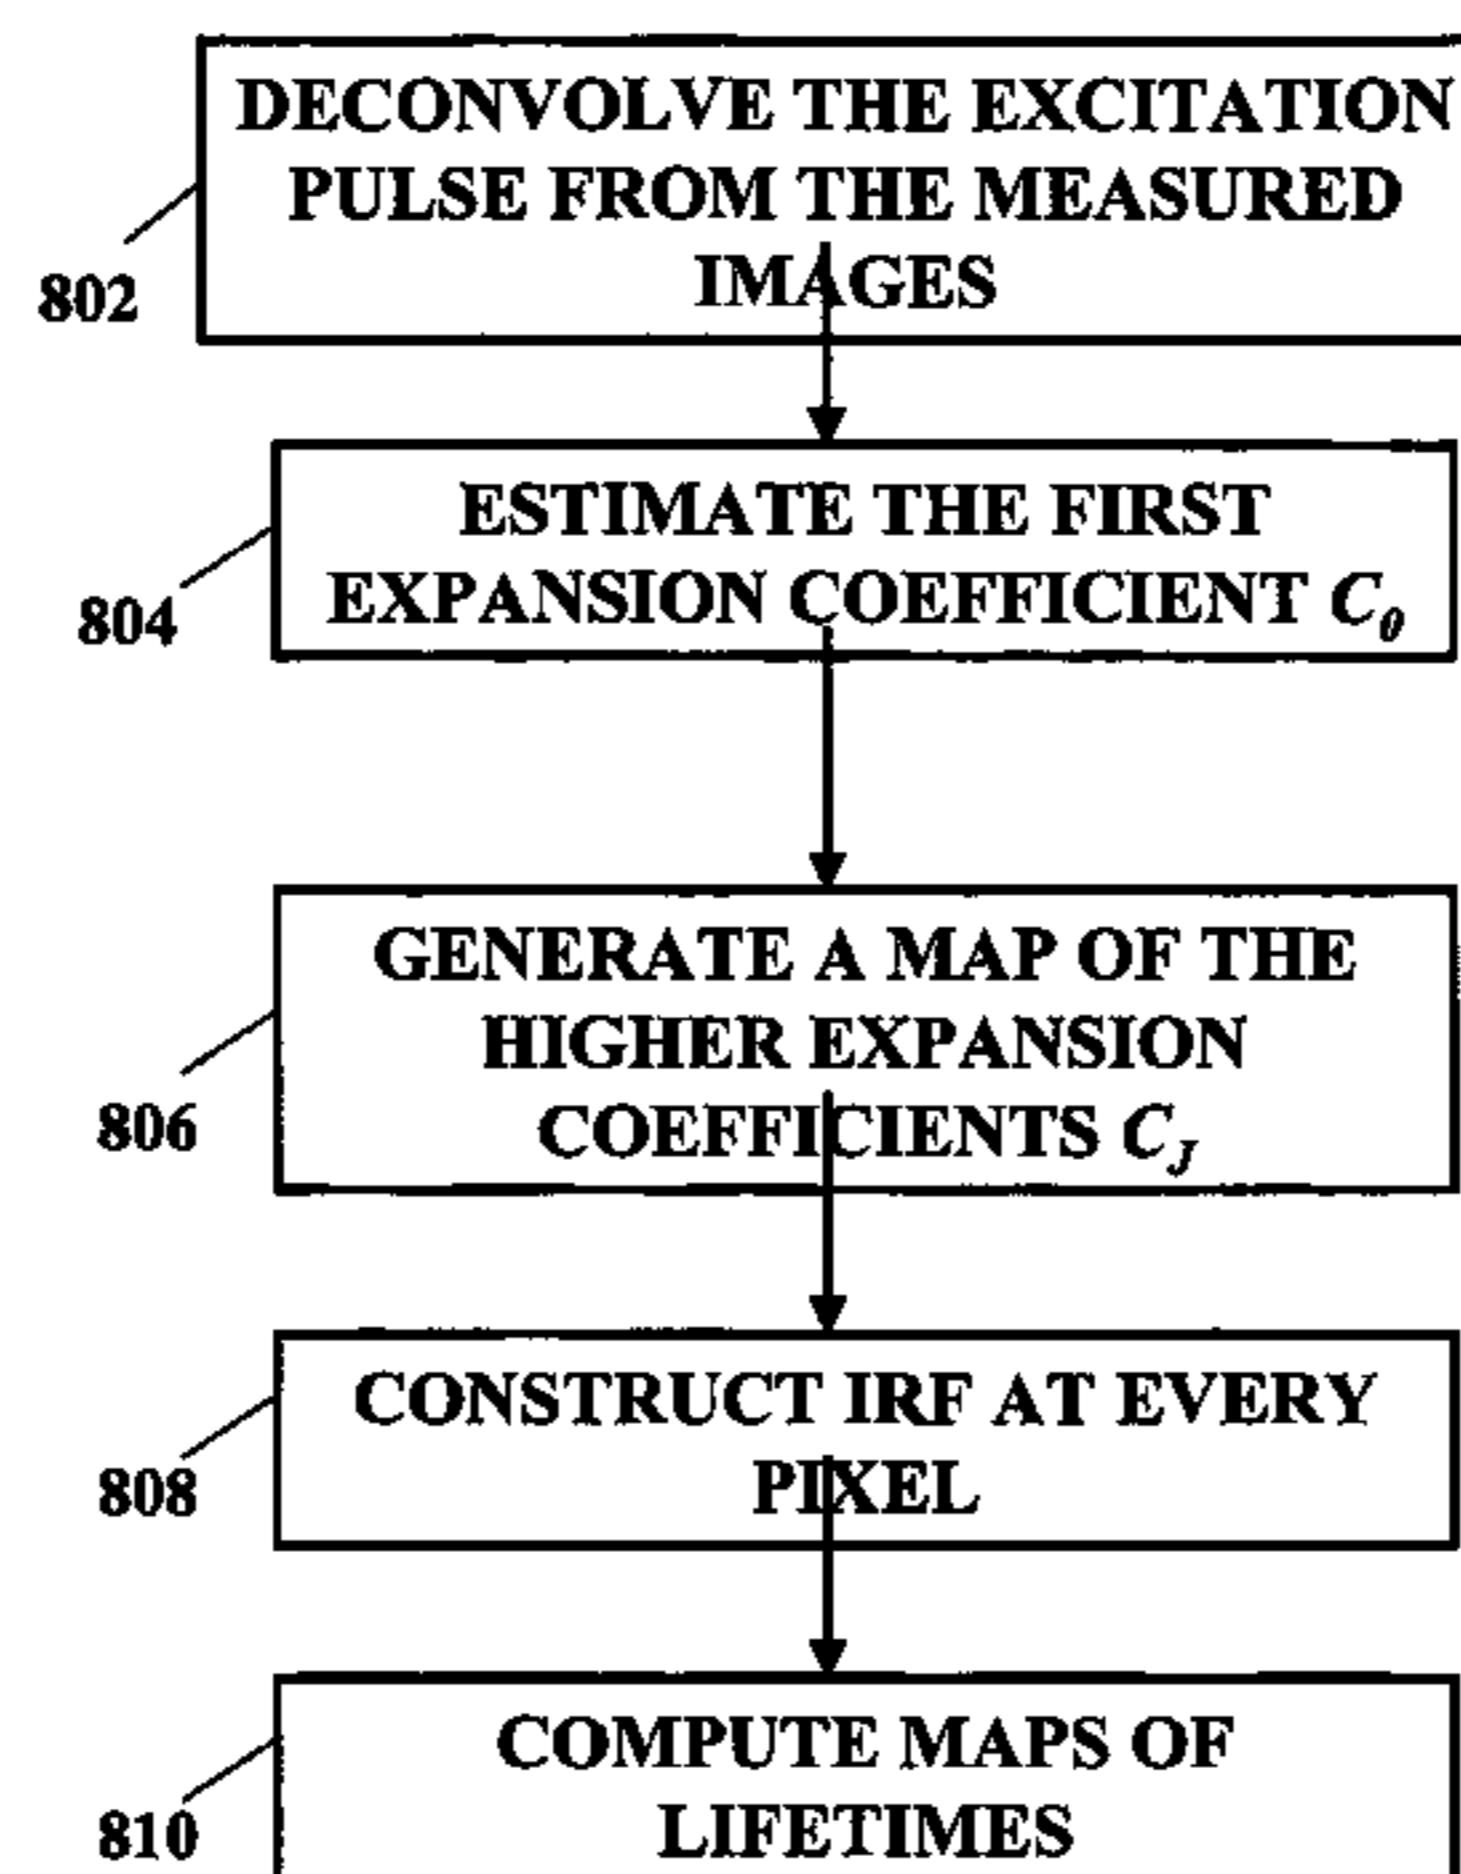 DECONVOLVE THE EXCITATION
PULSE FROM THE MEASURED
IMAGES
802
ESTIMATE THE FIRST
EXPANSION COEFFICIENT C₀
804
GENERATE A MAP OF THE
HIGHER EXPANSION
COEFFICIENTS C_J
806
CONSTRUCT IRF AT EVERY
PIXEL
808
COMPUTE MAPS OF
LIFETIMES
810